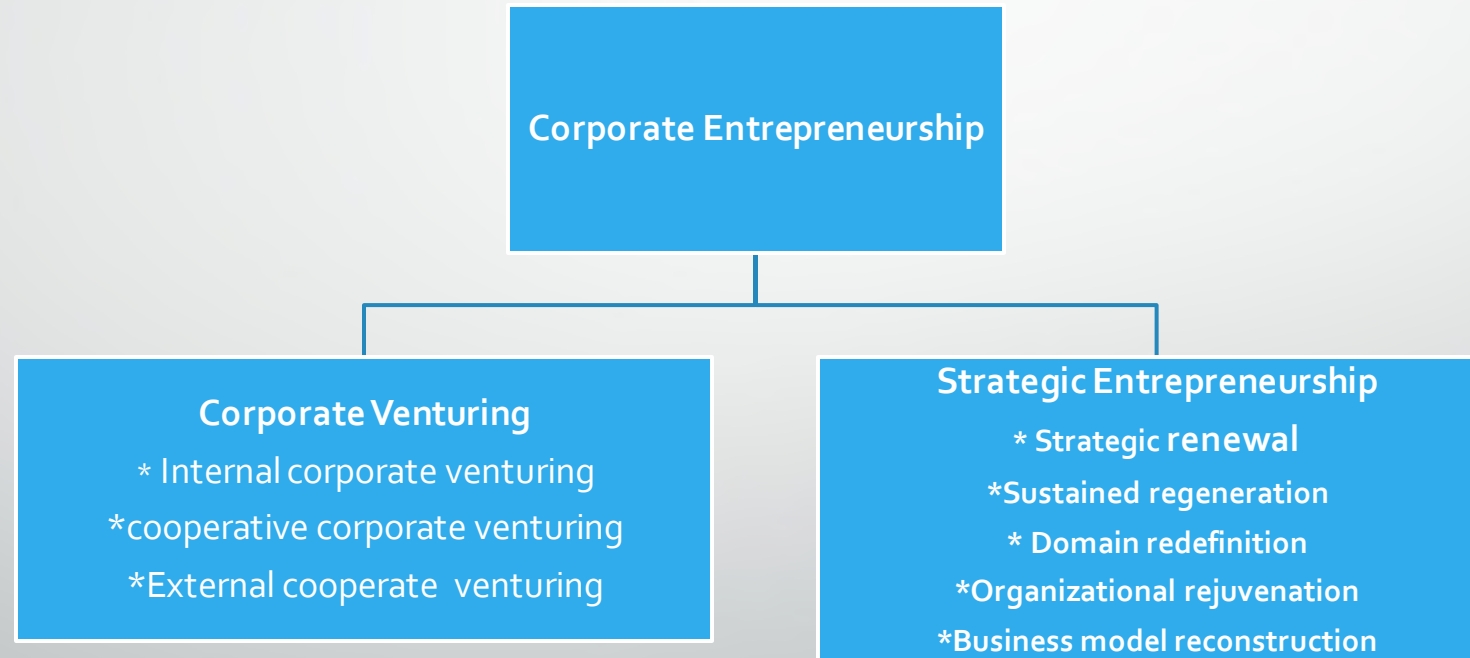 Corporate Entrepreneurship
Corporate Venturing
* Internal corporate venturing
*cooperative corporate venturing
*External cooperate venturing
Strategic Entrepreneurship
* Strategic renewal
*Sustained regeneration
* Domain redefinition
*Organizational rejuvenation
*Business model reconstruction